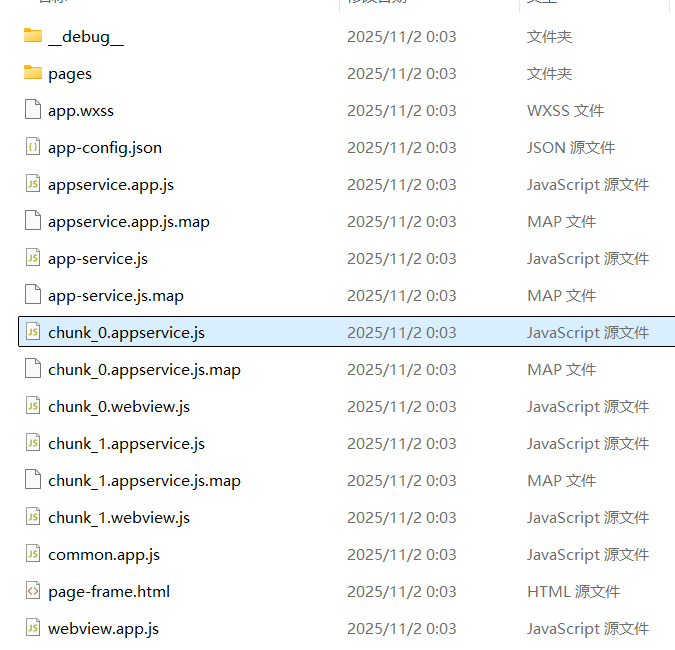 __debug__ 2025/11/2 0:03 文件夹
pages 2025/11/2 0:03 文件夹
app.wxss 2025/11/2 0:03 WXSS 文件
app-config.json 2025/11/2 0:03 JSON 源文件
appservice.app.js 2025/11/2 0:03 JavaScript 源文件
appservice.app.js.map 2025/11/2 0:03 MAP 文件
app-service.js 2025/11/2 0:03 JavaScript 源文件
app-service.js.map 2025/11/2 0:03 MAP 文件
chunk_0.appservice.js 2025/11/2 0:03 JavaScript 源文件
chunk_0.appservice.js.map 2025/11/2 0:03 MAP 文件
chunk_0.webview.js 2025/11/2 0:03 JavaScript 源文件
chunk_1.appservice.js 2025/11/2 0:03 JavaScript 源文件
chunk_1.appservice.js.map 2025/11/2 0:03 MAP 文件
chunk_1.webview.js 2025/11/2 0:03 JavaScript 源文件
common.app.js 2025/11/2 0:03 JavaScript 源文件
page-frame.html 2025/11/2 0:03 HTML 源文件
webview.app.js 2025/11/2 0:03 JavaScript 源文件